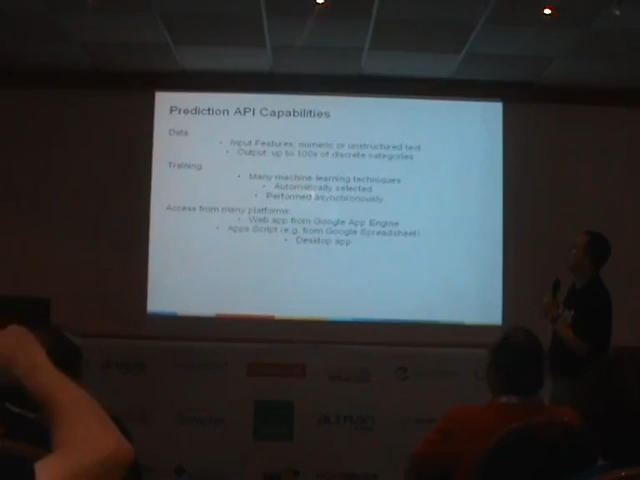 Prediction API Capabilities
Data
• Input Features: numeric or unstructured text
• Output: up to 100s of discrete categories
Training
• Many machine learning techniques
• Automatically selected
• Performed asynchronously
Access from many platforms:
• Web app from Google App Engine
• Apps Script (e.g. from Google Spreadsheet)
• Desktop app
ALTRAN